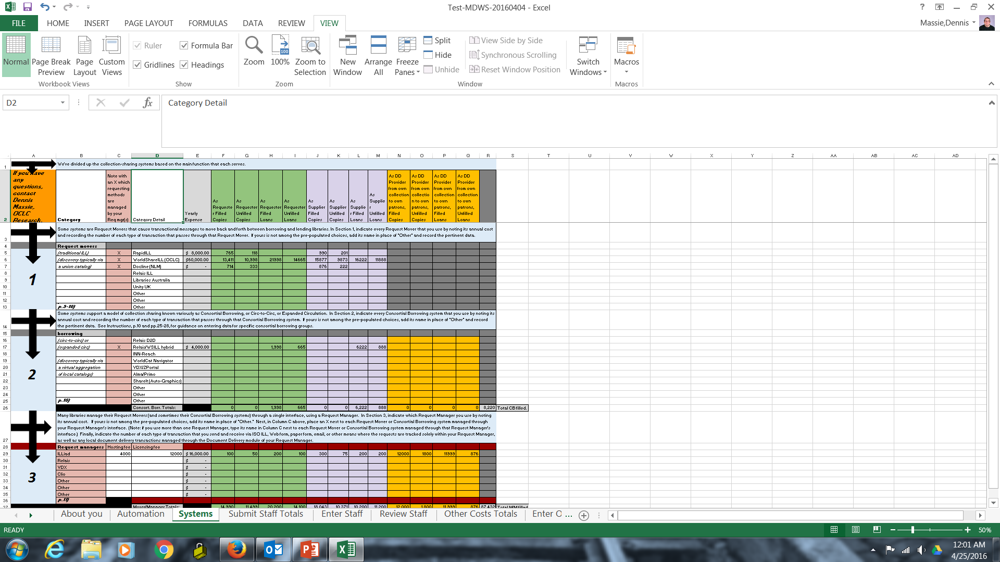 Test-MDWS-20160404 - Excel
FILE HOME INSERT PAGE LAYOUT FORMULAS DATA REVIEW VIEW Massie,Dennis
Normal Page Break Preview Page Layout Custom Views
Workbook Views
Ruler Formula Bar
Gridlines Headings
Show
Zoom 100% Zoom to Selection
Zoom
New Window Arrange All Freeze Panes
Split
Hide
Unhide
View Side by Side
Synchronous Scrolling
Reset Window Position
Switch Windows
Window
Macros
Macros
D2 fx Category Detail
A B C D E F G H I J K L M N O P Q R S T U V W X Y Z AA AB AC AD
1 We've divided up the collection-sharing systems based on the main function that each serves.
2 If you have any questions, contact Dennis Massie, OCLC Research.
Category
Note with an X which requesting methods are managed by your Req mgr(s)
Category Detail
Yearly Expense
As Requester Filled Copies
As Requester Unfilled Copies
As Requester Filled Loans
As Requester Unfilled Loans
As Supplier Filled Copies
As Supplier Unfilled Copies
As Supplier Filled Loans
As Supplier Unfilled Loans
As DD Provider from own collection to own patrons, Filled Copies
As DD Provider from own collection to own patrons, Unfilled Copies
As DD Provider from own collection to own patrons, Filled Loans
As DD Provider from own collection to own patrons, Unfilled Loans
3 Some systems are Request Movers that cause transactional messages to move back and forth between borrowing and lending libraries. In Section 1, indicate every Request Mover that you use by noting its annual cost
and recording the number of each type of transaction that passes through that Request Mover. If yours is not among the pre-populated choices, add its name in place of "Other" and record the pertinent data.
4 Request movers
5 (traditional ILL) X RapidILL $ 8,000.00 765 118 990 201
6 (discovery typically via X WorldShareILL (OCLC) $60,000.00 13,411 10,998 21998 14665 15877 9873 16222 11888
7 a union catalog) X Docline (NLM) $ - 714 333 876 222
8 Relais ILL
1
9 Libraries Australia
10 Unity UK
11 Other
12 Other
13 p.9-10) Other
14 Some systems support a model of collection sharing known variously as Consortial Borrowing, or Circ-to-Circ, or Expanded Circulation. In Section 2, indicate every Consortial Borrowing system that you use by noting its
annual cost and recording the number of each type of transaction that passes through that Consortial Borrowing system. If yours is not among the pre-populated choices, add its name in place of "Other" and record
the pertinent data. See Instructions, p.10 and pp.25-28, for guidance on entering data for specific consortial borrowing groups.
15 borrowing
16 (circ-to-circ) or Relais D2D
17 (expanded circ) X Relais/WSILL hybrid $ 4,000.00 1,998 665 6222 888
18 INN-Reach
19 (discovery typically via WorldCat Navigator
20 a virtual aggregation VDX/ZPortal
2
21 of local catalogs) Alma/Primo
22 ShareIt (Auto-Graphics)
23 Other
24 Other
25 p.10) Other
26 Consort. Borr. Totals: 0 0 1,998 665 0 0 6,222 888 0 0 0 0 8,220 Total CB filled.
27 Many libraries manage their Request Movers (and sometimes their Consortial Borrowing systems) through a single interface, using a Request Manager. In Section 3, indicate which Request Manager you use by noting
its annual cost. If yours is not among the pre-populated choices, add its name in place of "Other." Next, in Column C above, place an X next to each Request Mover or Consortial Borrowing system managed through
your Request Manager's interface. (Note: if you use more than one Request Manager, type its name in Column C next to each Request Mover or Consortial Borrowing system managed through that Request Manager's
interface.) Finally, indicate the number of each type of transaction that you send and receive via ISO ILL, Web form, paper form, email, or other means where the requests are tracked solely within your Request Manager,
as well as any local document delivery transactions managed through the Document Delivery module of your Request Manager.
28 Request managers Hosting fee Licensing fee
29 ILLiad 4000 12000 $ 16,000.00 100 50 200 100 300 75 200 200 12000 1800 11999 876
30 Relais $ -
31 VDX $ -
32 Clio $ -
3
33 Other $ -
34 Other $ -
35 Other $ -
36 p.11)
37 Mover/Manager Totals: 14,990 11,499 20,200 14,100 18,043 10,371 10,200 11,200 12,000 1,800 11,999 876 87,432 Total M/M filled
About you Automation Systems Submit Staff Totals Enter Staff Review Staff Other Costs Totals Enter O ...
READY 50%
12:01 AM
4/25/2016